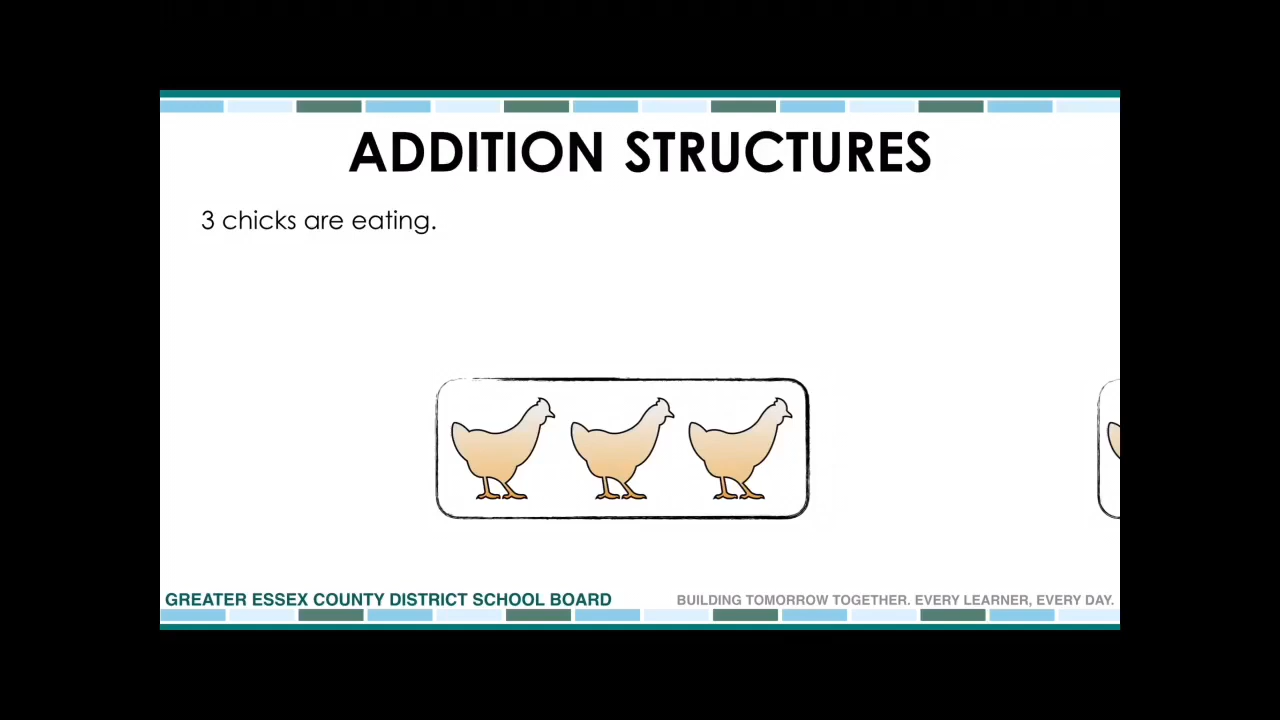 ADDITION STRUCTURES
3 chicks are eating.
GREATER ESSEX COUNTY DISTRICT SCHOOL BOARD
BUILDING TOMORROW TOGETHER. EVERY LEARNER, EVERY DAY.